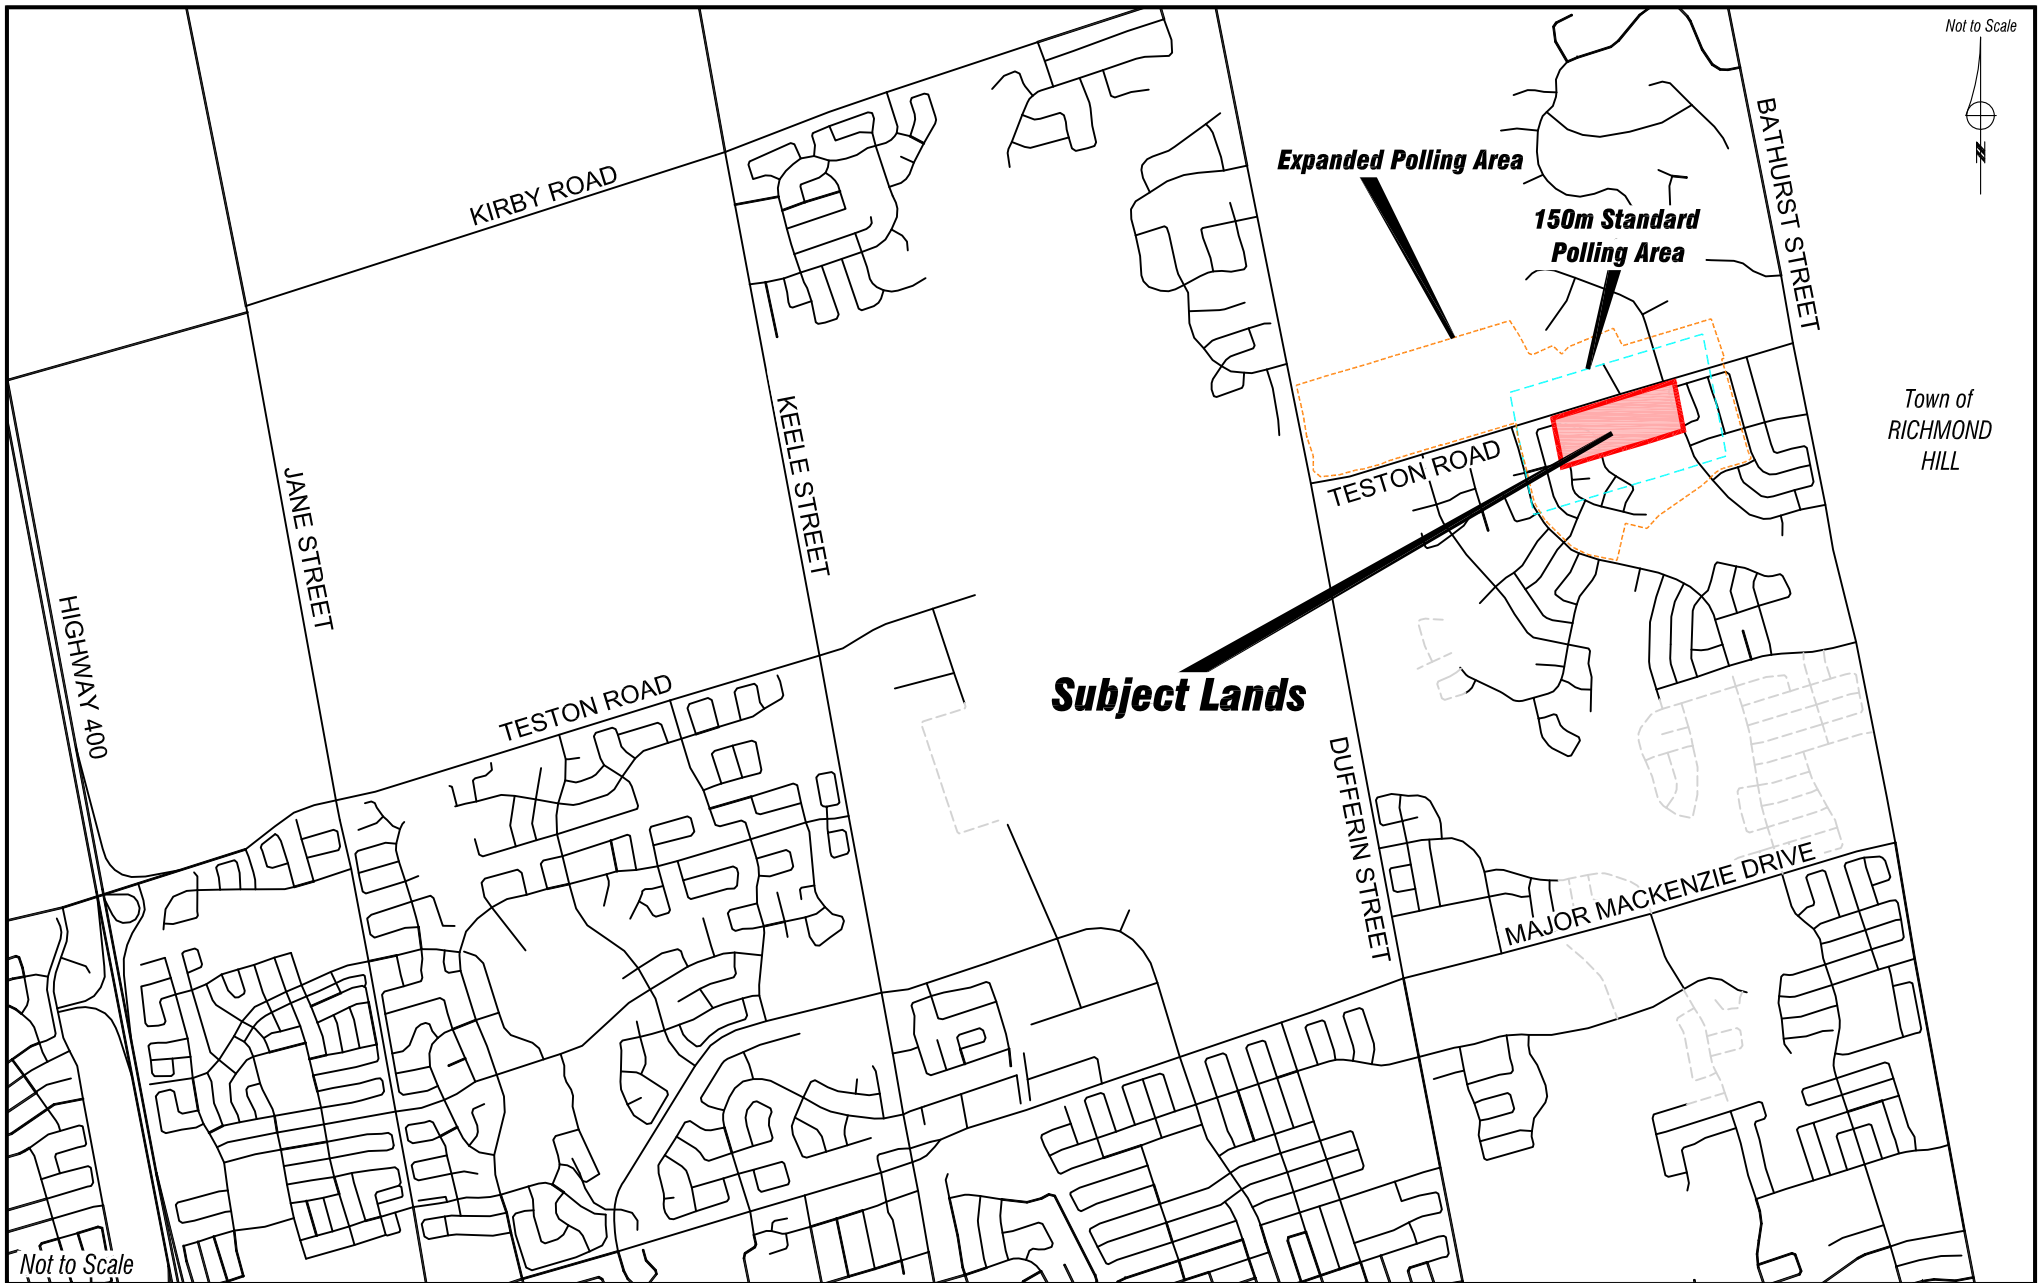 Not to Scale
N
BATHURST STREET
Expanded Polling Area
KIRBY ROAD
150m Standard
Polling Area
Town of
RICHMOND
HILL
KEELE STREET
TESTON ROAD
JANE STREET
HIGHWAY 400
Subject Lands
TESTON ROAD
DUFFERIN STREET
MAJOR MACKENZIE DRIVE
Not to Scale